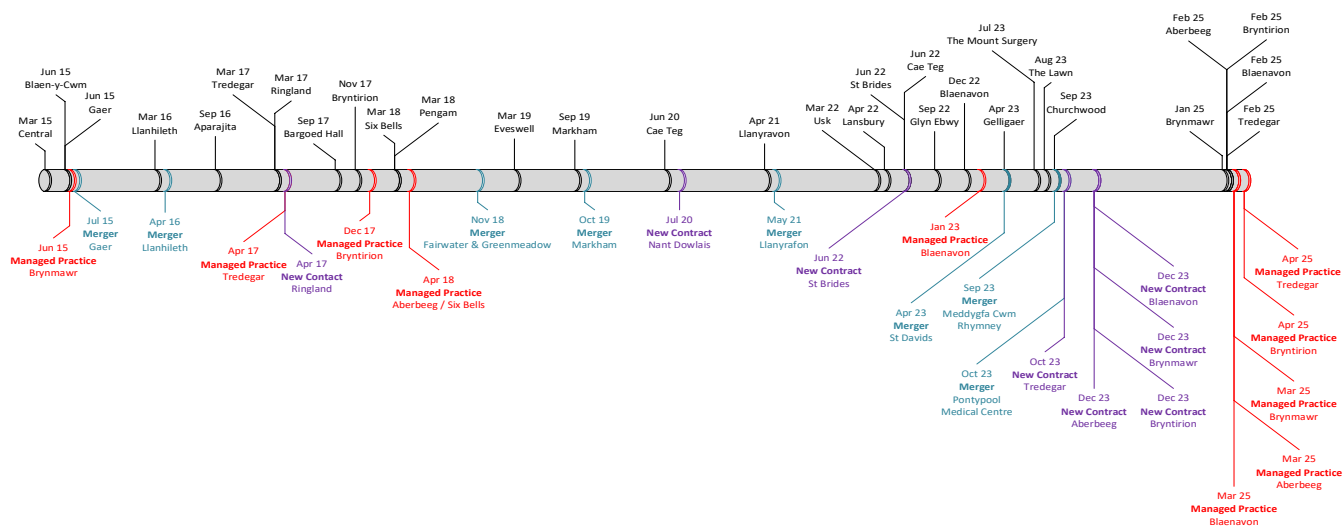 Mar 15
Central
Jun 15
Blaen-y-Cwm
Jun 15
Gaer
Mar 16
Llanhileth
Sep 16
Aparajita
Mar 17
Tredegar
Mar 17
Ringland
Sep 17
Bargoed Hall
Nov 17
Bryntirion
Mar 18
Six Bells
Mar 18
Pengam
Mar 19
Eveswell
Sep 19
Markham
Jun 20
Cae Teg
Apr 21
Llanyravon
Mar 22
Usk
Apr 22
Lansbury
Jun 22
St Brides
Jun 22
Cae Teg
Sep 22
Glyn Ebwy
Dec 22
Blaenavon
Apr 23
Gelligaer
Jul 23
The Mount Surgery
Aug 23
The Lawn
Sep 23
Churchwood
Jan 25
Brynmawr
Feb 25
Aberbeeg
Feb 25
Bryntirion
Feb 25
Blaenavon
Feb 25
Tredegar
Jun 15
Managed Practice
Brynmawr
Jul 15
Merger
Gaer
Apr 16
Merger
Llanhileth
Apr 17
Managed Practice
Tredegar
Apr 17
New Contact
Ringland
Dec 17
Managed Practice
Bryntirion
Apr 18
Managed Practice
Aberbeeg / Six Bells
Nov 18
Merger
Fairwater & Greenmeadow
Oct 19
Merger
Markham
Jul 20
New Contract
Nant Dowlais
May 21
Merger
Llanyrafon
Jun 22
New Contract
St Brides
Jan 23
Managed Practice
Blaenavon
Apr 23
Merger
St Davids
Sep 23
Merger
Meddygfa Cwm
Rhymney
Oct 23
Merger
Pontypool
Medical Centre
Oct 23
New Contract
Tredegar
Dec 23
New Contract
Aberbeeg
Dec 23
New Contract
Blaenavon
Dec 23
New Contract
Brynmawr
Dec 23
New Contract
Bryntirion
Apr 25
Managed Practice
Tredegar
Apr 25
Managed Practice
Bryntirion
Mar 25
Managed Practice
Brynmawr
Mar 25
Managed Practice
Aberbeeg
Mar 25
Managed Practice
Blaenavon